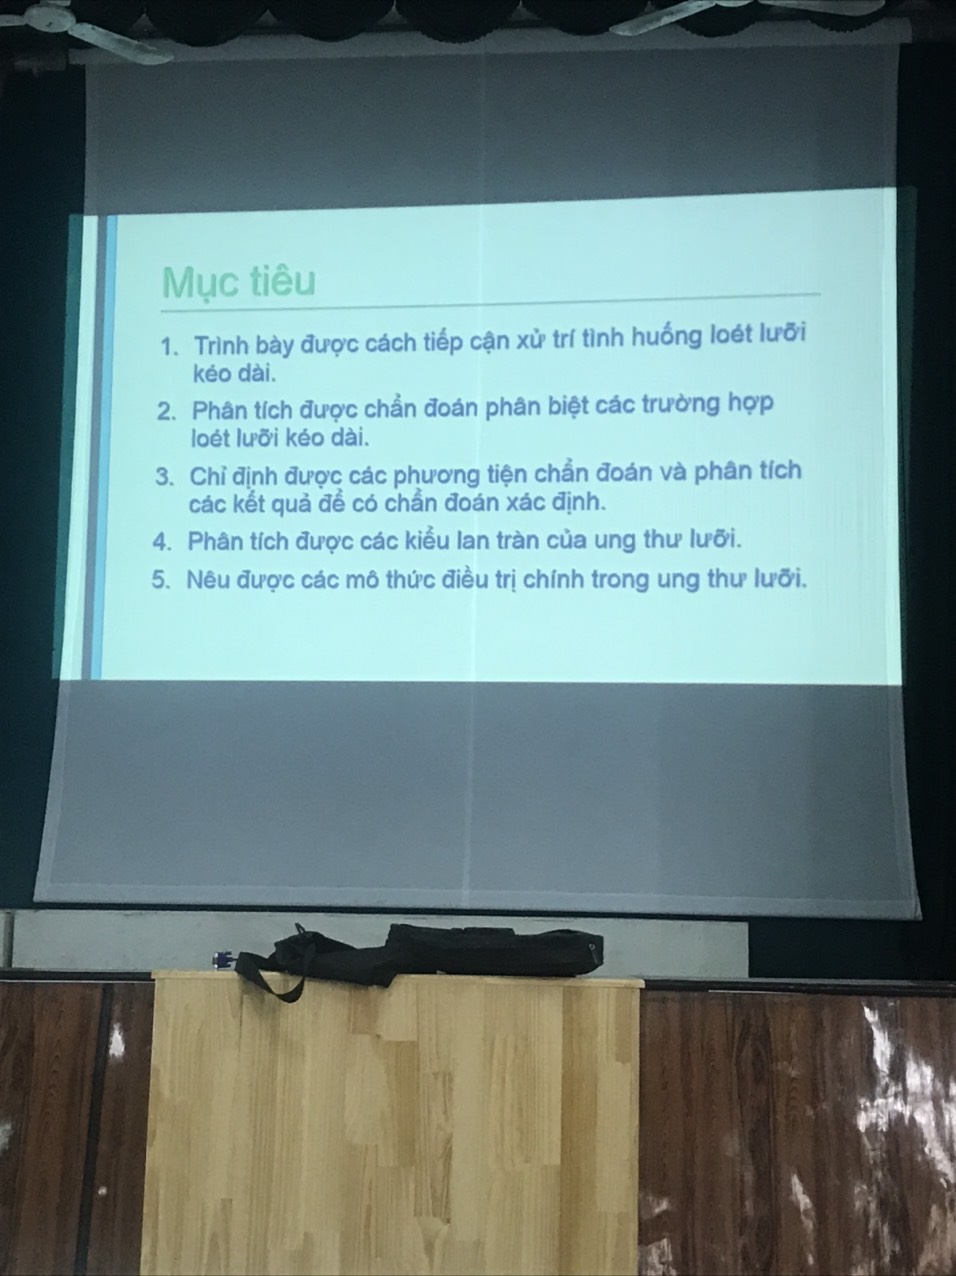 Mục tiêu
1. Trình bày được cách tiếp cận xử trí tình huống loét lưỡi
kéo dài.
2. Phân tích được chẩn đoán phân biệt các trường hợp
loét lưỡi kéo dài.
3. Chỉ định được các phương tiện chẩn đoán và phân tích
các kết quả để có chẩn đoán xác định.
4. Phân tích được các kiểu lan tràn của ung thư lưỡi.
5. Nêu được các mô thức điều trị chính trong ung thư lưỡi.